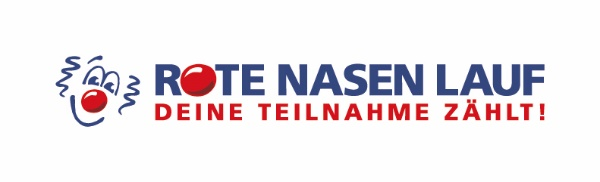 ROTE NASEN LAUF
DEINE TEILNAHME ZÄHLT!